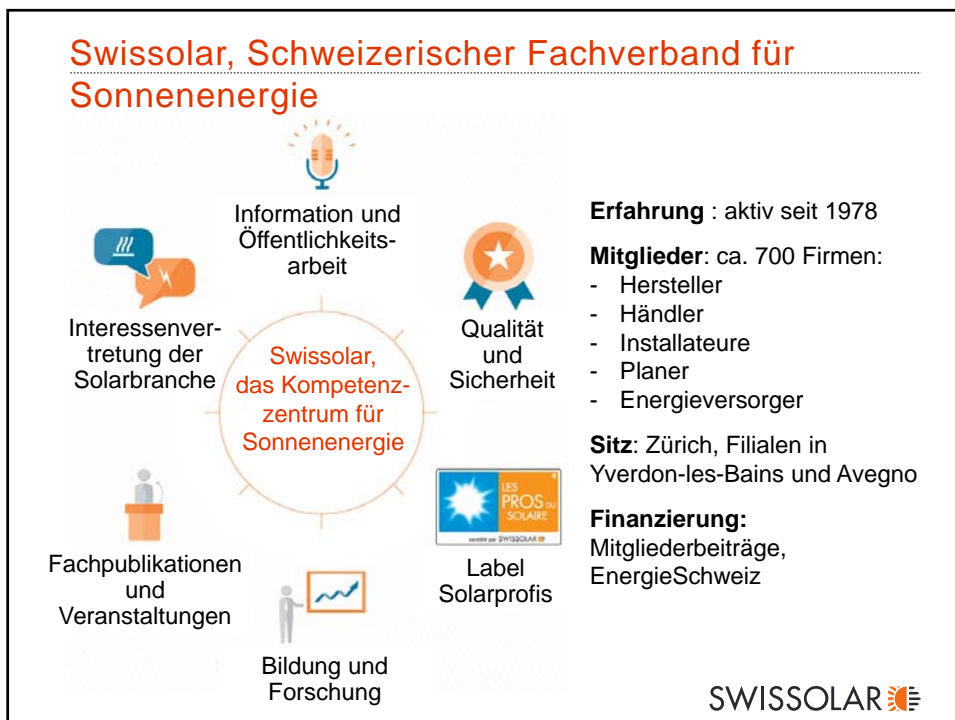 Swissolar, Schweizerischer Fachverband für
Sonnenenergie
Information und
Öffentlichkeits-
arbeit
Interessenver-
tretung der
Solarbranche
Qualität
und
Sicherheit
Swissolar,
das Kompetenz-
zentrum für
Sonnenenergie
LES
PROS DU
SOLAIRE
SWISSOLAR
Fachpublikationen
und
Veranstaltungen
Label
Solarprofis
Bildung und
Forschung
Erfahrung : aktiv seit 1978
Mitglieder: ca. 700 Firmen:
- Hersteller
- Händler
- Installateure
- Planer
- Energieversorger
Sitz: Zürich, Filialen in
Yverdon-les-Bains und Avegno
Finanzierung:
Mitgliederbeiträge,
EnergieSchweiz
SWISSOLAR